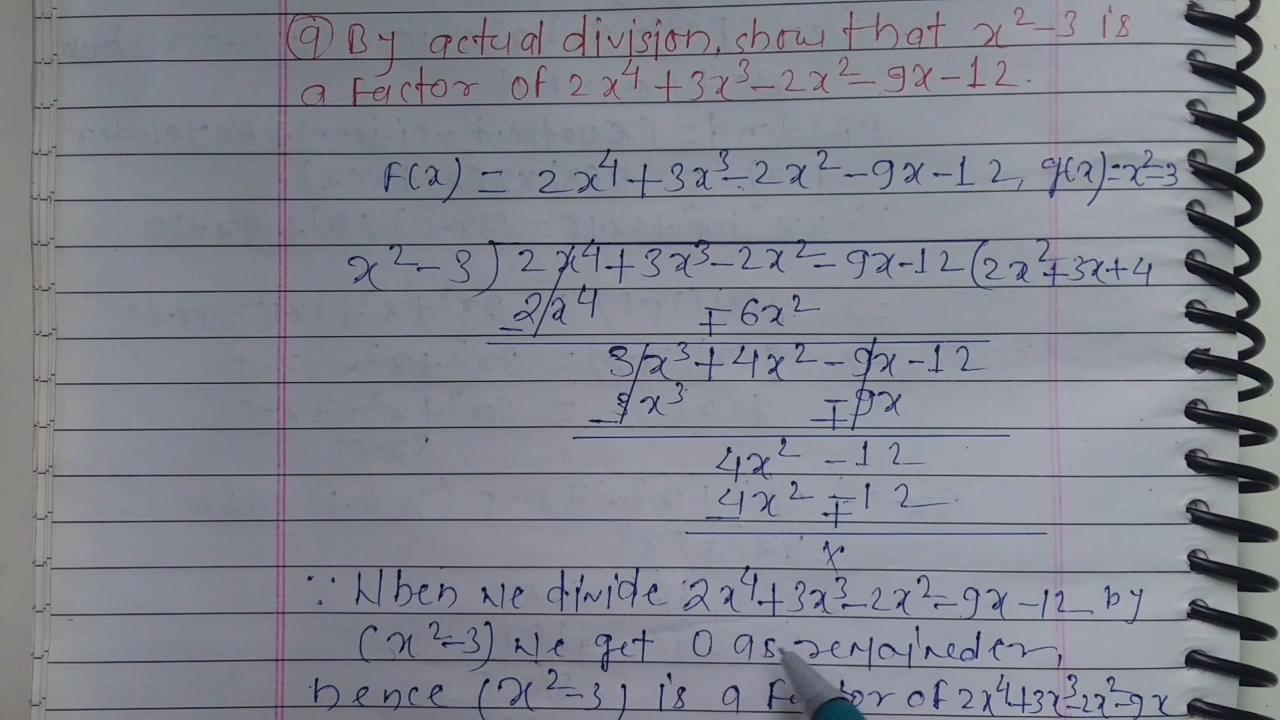 (9) By actual division, show that x²-3 is
a factor of 2x⁴+3x³-2x²-9x-12.
F(x) = 2x⁴+3x³-2x²-9x-12, g(x)=x²-3
x²-3)2x⁴+3x³-2x²-9x-12(2x²+3x+4
-2x⁴ ∓6x²
3x³+4x²-9x-12
-3x³ ∓9x
4x²-12
-4x²∓12
x
∵ When we divide 2x⁴+3x³-2x²-9x-12 by
(x²-3) we get 0 as remaineder,
hence (x²-3) is a of 2x⁴+3x³-2x²-9x